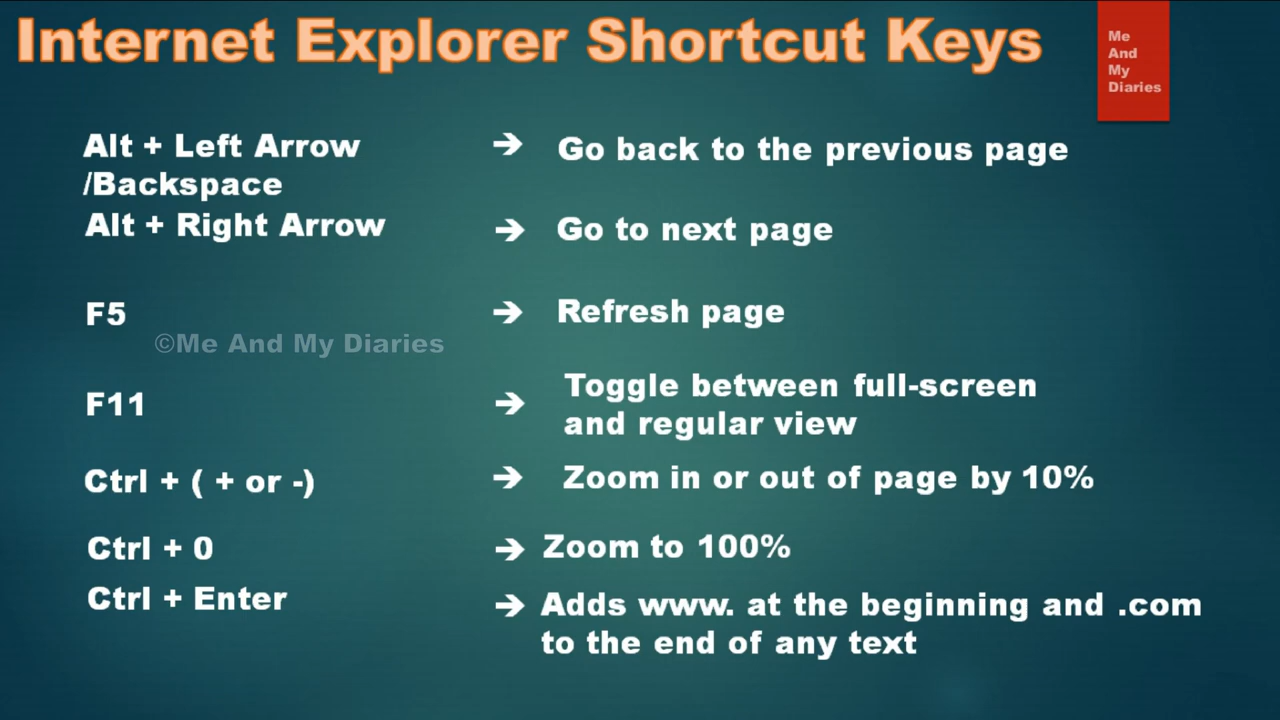 Internet Explorer Shortcut Keys
Me
And
My
Diaries
Alt + Left Arrow
/Backspace
➔ Go back to the previous page
Alt + Right Arrow ➔ Go to next page
F5 ➔ Refresh page
©Me And My Diaries
F11 ➔ Toggle between full-screen
and regular view
Ctrl + ( + or -) ➔ Zoom in or out of page by 10%
Ctrl + 0 ➔ Zoom to 100%
Ctrl + Enter ➔ Adds www. at the beginning and .com
to the end of any text